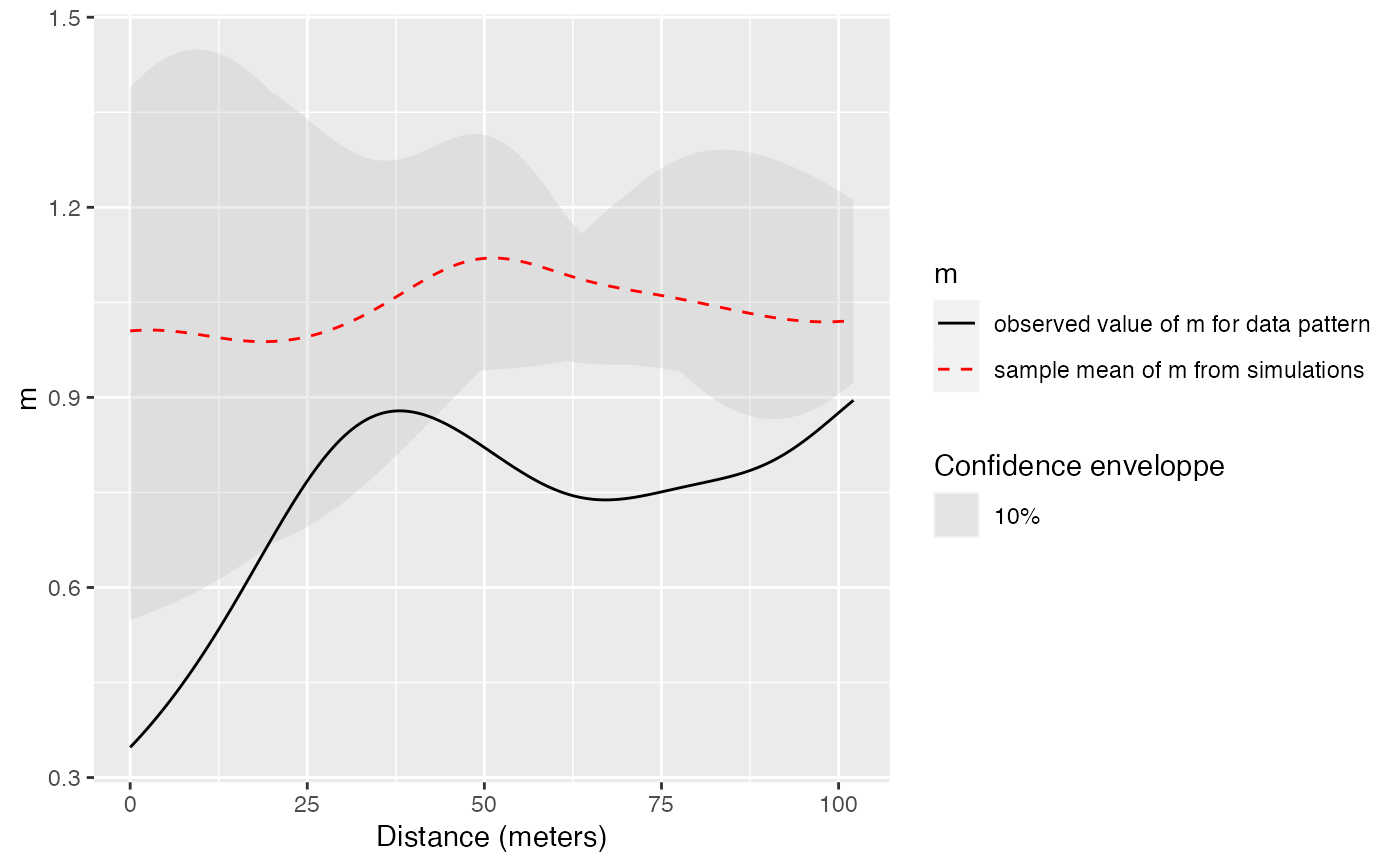 1.5
1.2
0.9
0.6
0.3
m
0
25
50
75
100
Distance (meters)
m
observed value of m for data pattern
sample mean of m from simulations
Confidence enveloppe
10%